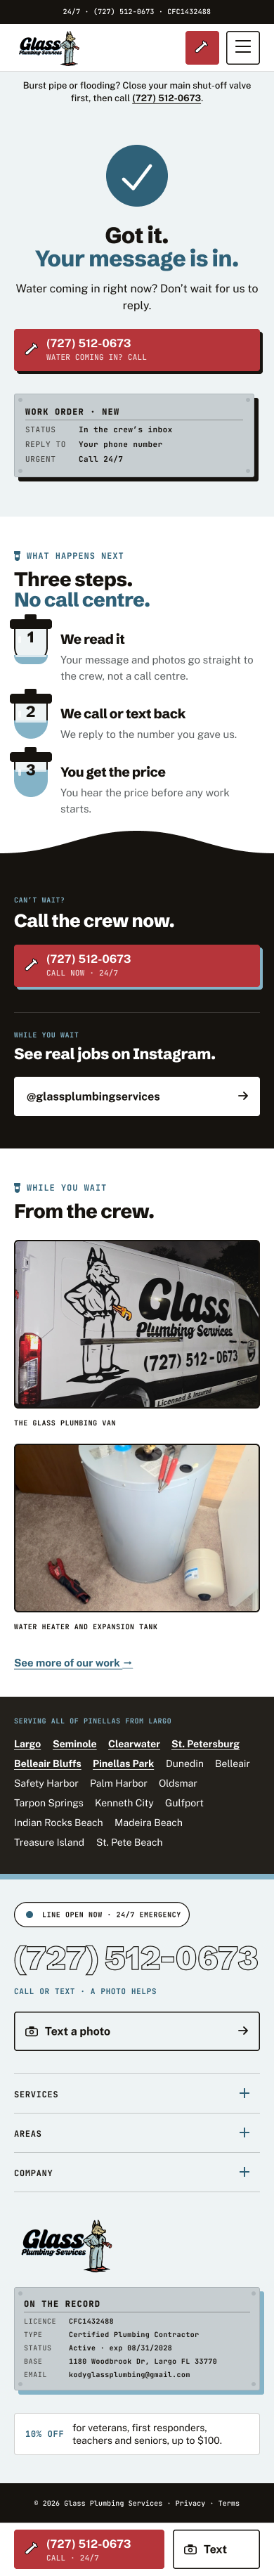 24/7 · (727) 512-0673 · CFC1432488
Glass
Plumbing Services
Burst pipe or flooding? Close your main shut-off valve
first, then call (727) 512-0673.
Got it.
Your message is in.
Water coming in right now? Don't wait for us to
reply.
(727) 512-0673
WATER COMING IN? CALL
WORK ORDER · NEW
STATUS In the crew's inbox
REPLY TO Your phone number
URGENT Call 24/7
WHAT HAPPENS NEXT
Three steps.
No call centre.
1
We read it
Your message and photos go straight to
the crew, not a call centre.
2
We call or text back
We reply to the number you gave us.
3
You get the price
You hear the price before any work
starts.
CAN'T WAIT?
Call the crew now.
(727) 512-0673
CALL NOW · 24/7
WHILE YOU WAIT
See real jobs on Instagram.
@glassplumbingservices →
WHILE YOU WAIT
From the crew.
Glass
Plumbing Services
(727) 512-0673
Licensed & Insured
THE GLASS PLUMBING VAN
WATER HEATER AND EXPANSION TANK
See more of our work →
SERVING ALL OF PINELLAS FROM LARGO
Largo Seminole Clearwater St. Petersburg
Belleair Bluffs Pinellas Park Dunedin Belleair
Safety Harbor Palm Harbor Oldsmar
Tarpon Springs Kenneth City Gulfport
Indian Rocks Beach Madeira Beach
Treasure Island St. Pete Beach
LINE OPEN NOW · 24/7 EMERGENCY
(727) 512-0673
CALL OR TEXT · A PHOTO HELPS
Text a photo →
SERVICES +
AREAS +
COMPANY +
Glass
Plumbing Services
ON THE RECORD
LICENCE CFC1432488
TYPE Certified Plumbing Contractor
STATUS Active · exp 08/31/2028
BASE 1180 Woodbrook Dr, Largo FL 33770
EMAIL kodyglassplumbing@gmail.com
10% OFF for veterans, first responders,
teachers and seniors, up to $100.
© 2026 Glass Plumbing Services · Privacy · Terms
(727) 512-0673
CALL · 24/7
Text